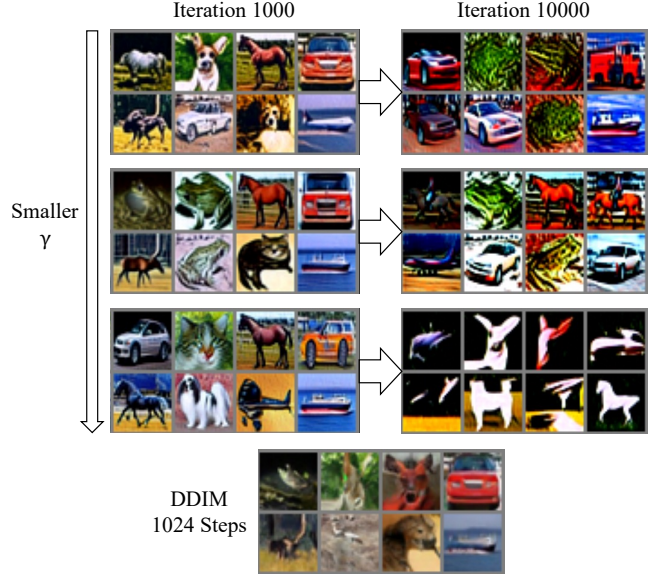 Iteration 1000
Iteration 10000
Smaller
γ
DDIM
1024 Steps